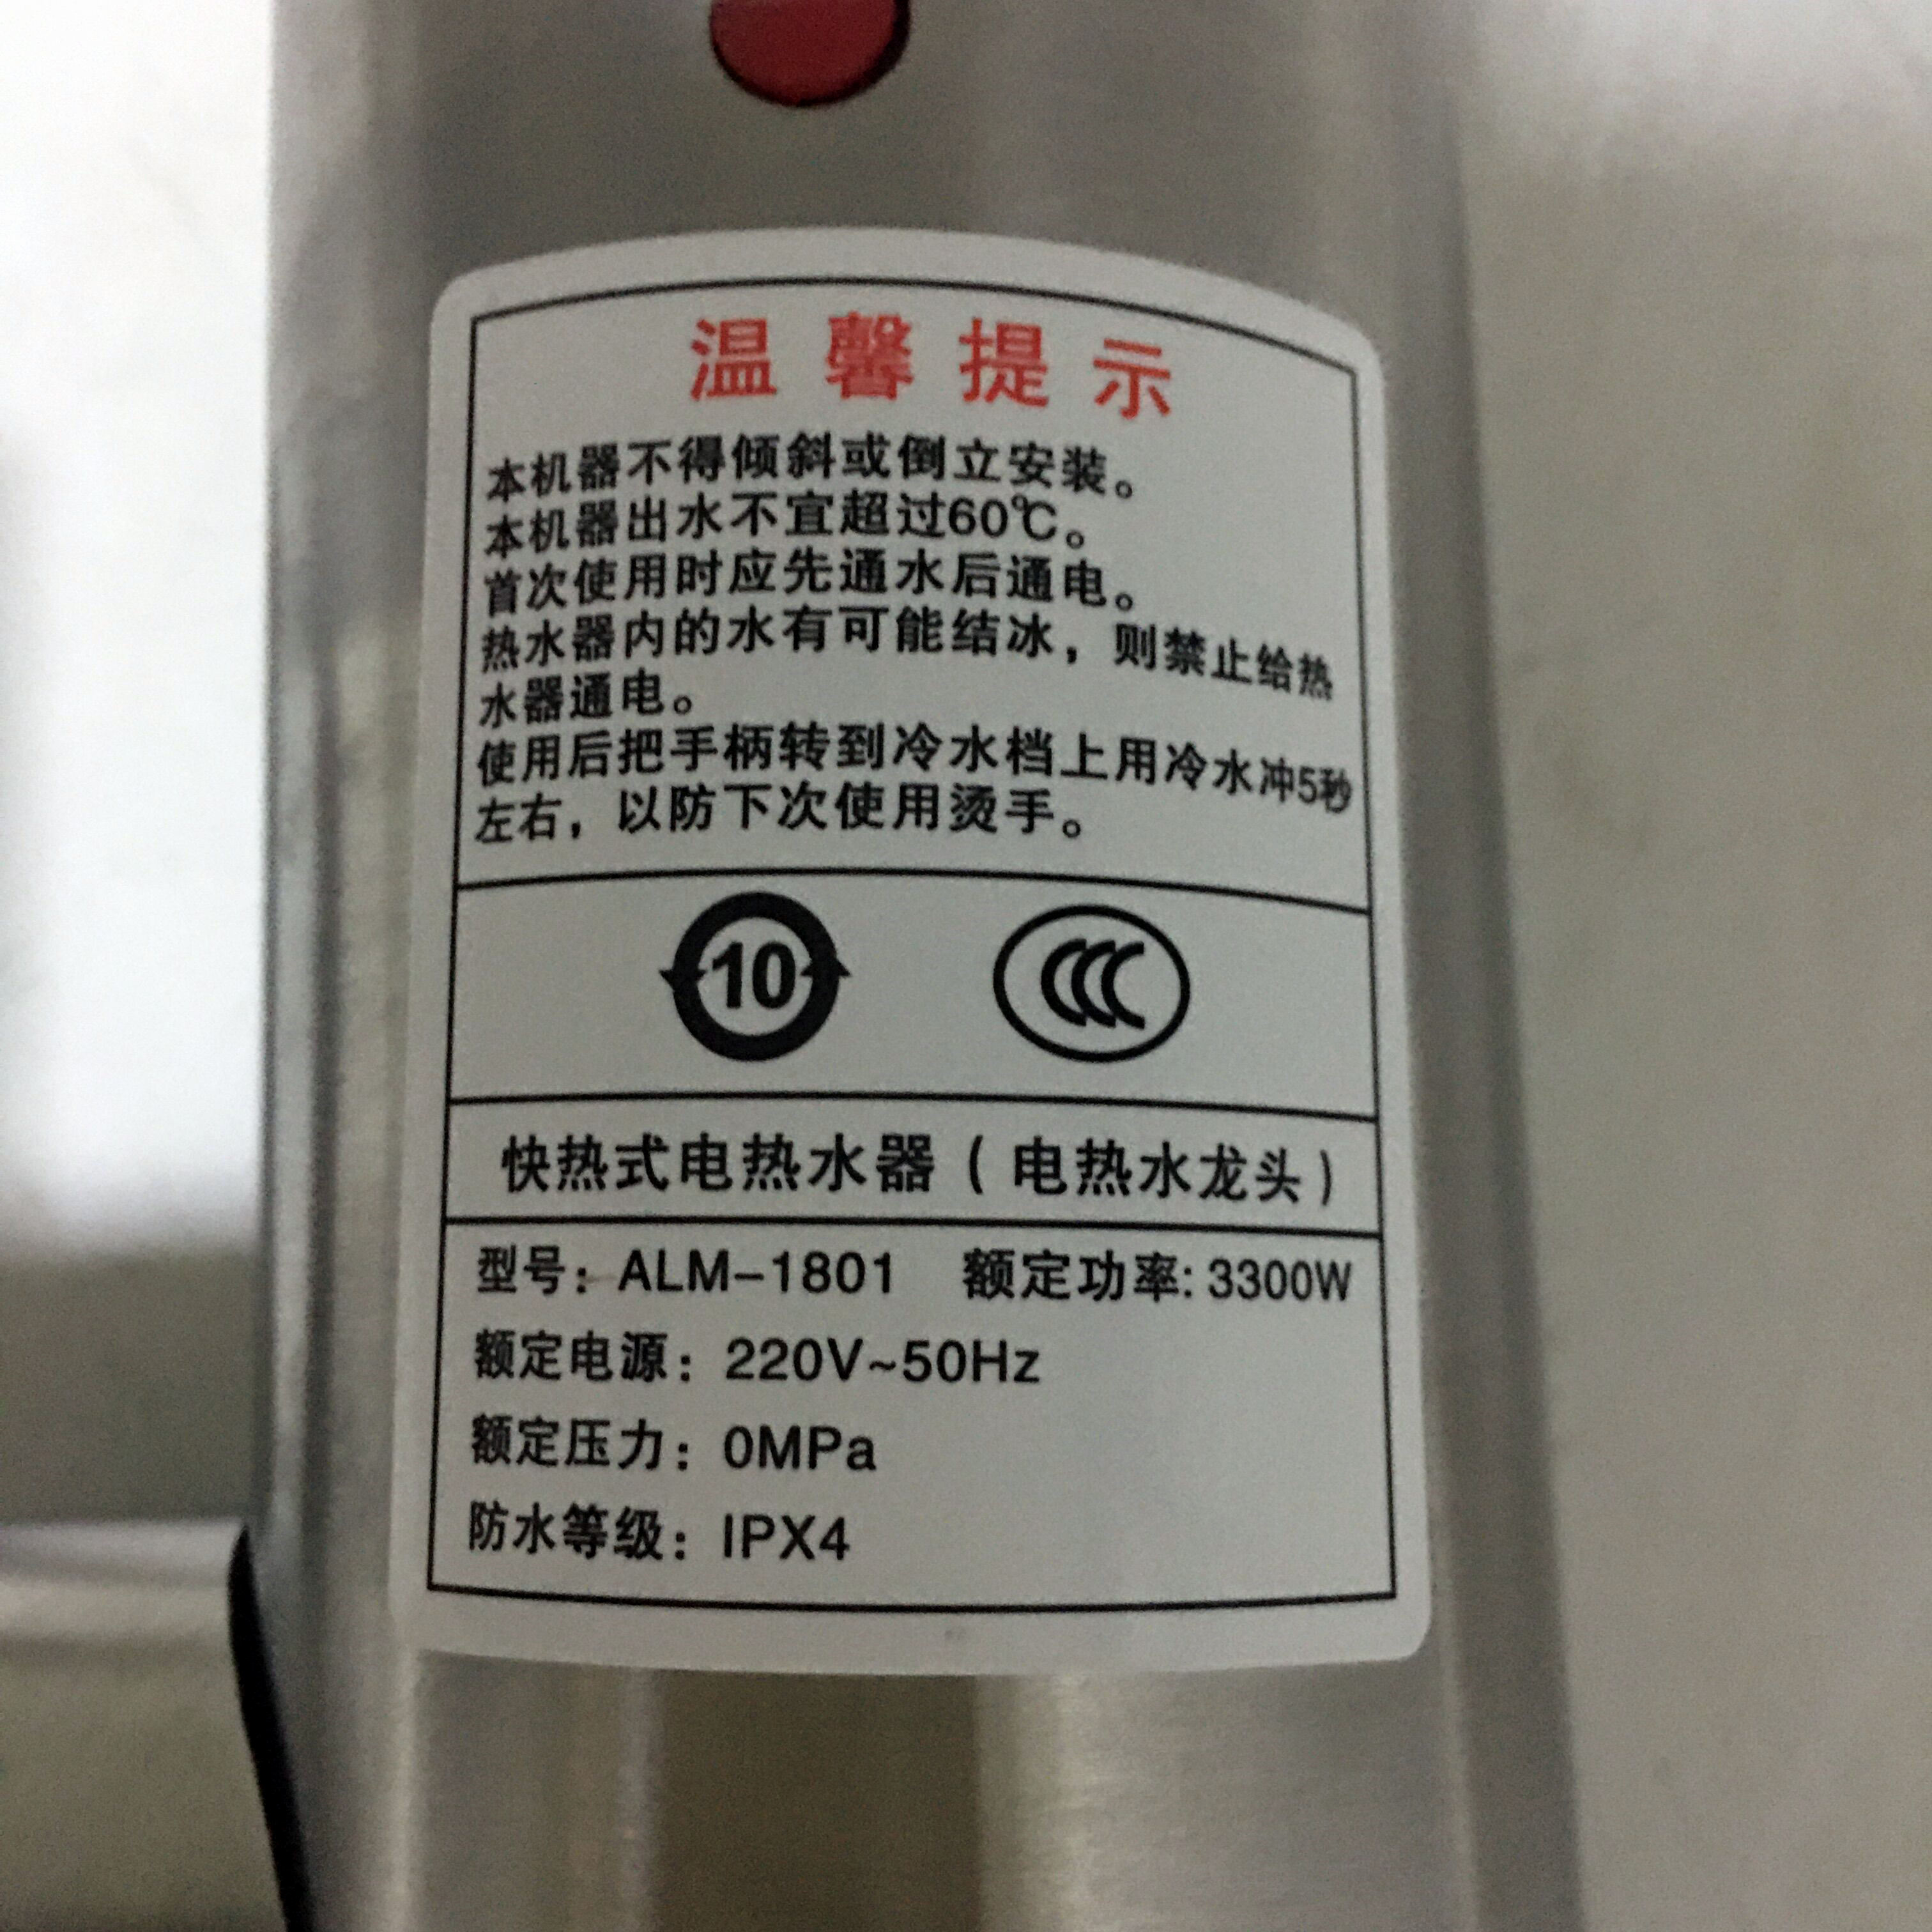 温馨提示
本机器不得倾斜或倒立安装。
本机器出水不宜超过60℃。
首次使用时应先通水后通电。
热水器内的水有可能结冰，则禁止给热
水器通电。
使用后把手柄转到冷水档上用冷水冲5秒
左右，以防下次使用烫手。
10 CCC
快热式电热水器（电热水龙头）
型号：ALM-1801 额定功率:3300W
额定电源：220V~50Hz
额定压力：0MPa
防水等级：IPX4